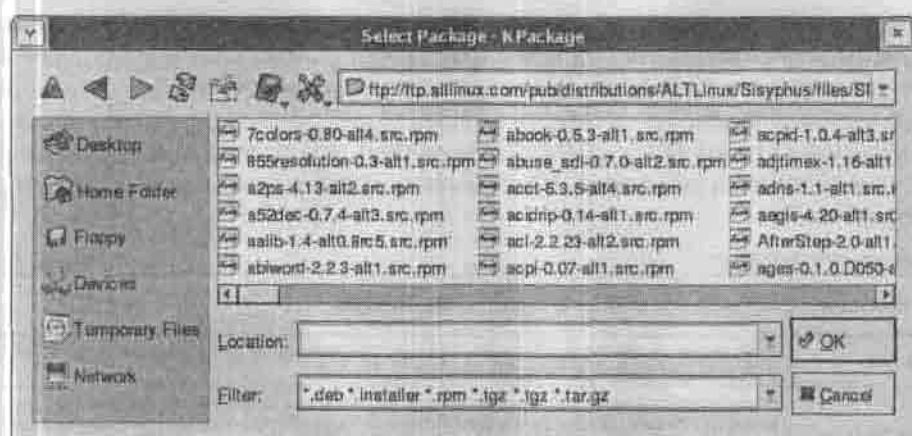 Select Package - KPackage
ftp://ftp.altlinux.com/pub/distributions/ALTLinux/Sisyphus/files/SI
Desktop
Home Folder
Floppy
Devices
Temporary Files
Network
7colors-0.80-alt4.src.rpm
855resolution-0.3-alt1.src.rpm
a2ps-4.13-alt2.src.rpm
a52dec-0.7.4-alt3.src.rpm
aalib-1.4-alt0.8rc5.src.rpm
abiword-2.2.3-alt1.src.rpm
abook-0.5.3-alt1.src.rpm
abuse_sdl-0.7.0-alt2.src.rpm
acct-6.3.5-alt4.src.rpm
acidrip-0.14-alt1.src.rpm
acl-2.2.23-alt2.src.rpm
acpi-0.07-alt1.src.rpm
acpid-1.0.4-alt3.sr
adjtimex-1.16-alt1
adns-1.1-alt1.src.r
aegis-4.20-alt1.src
AfterStep-2.0-alt1.
ages-0.1.0.D050-a
Location:
OK
Filter:
*.deb *.installer *.rpm *.tgz *.tgz *.tar.gz
Cancel